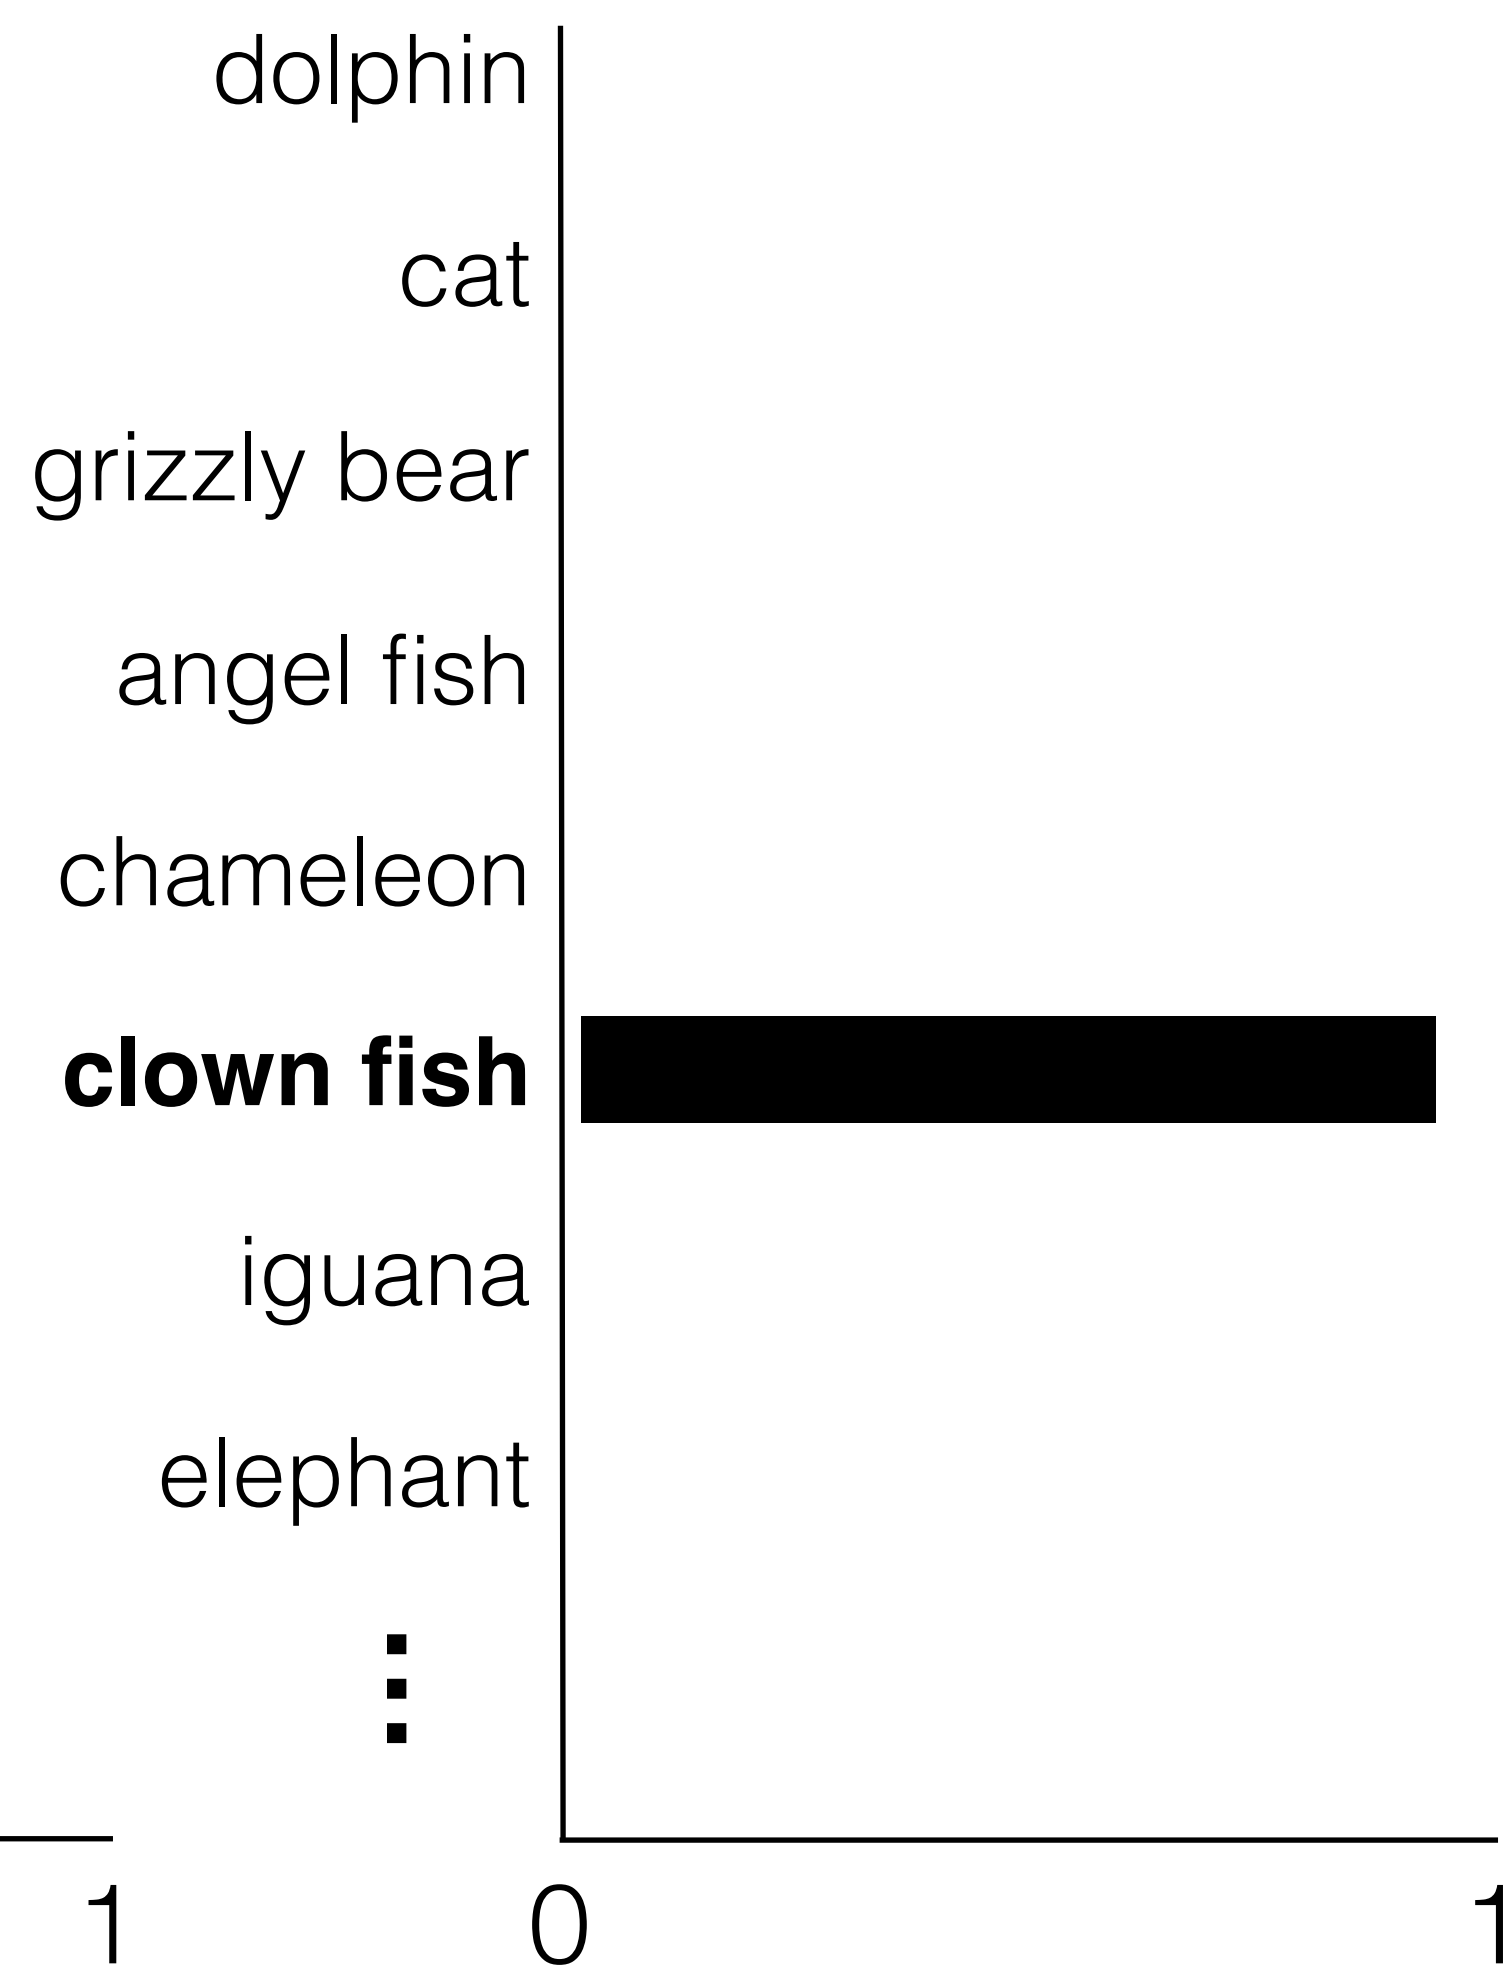 dolphin
cat
grizzly bear
angel fish
chameleon
clown fish
iguana
elephant
⋮
1 0 1